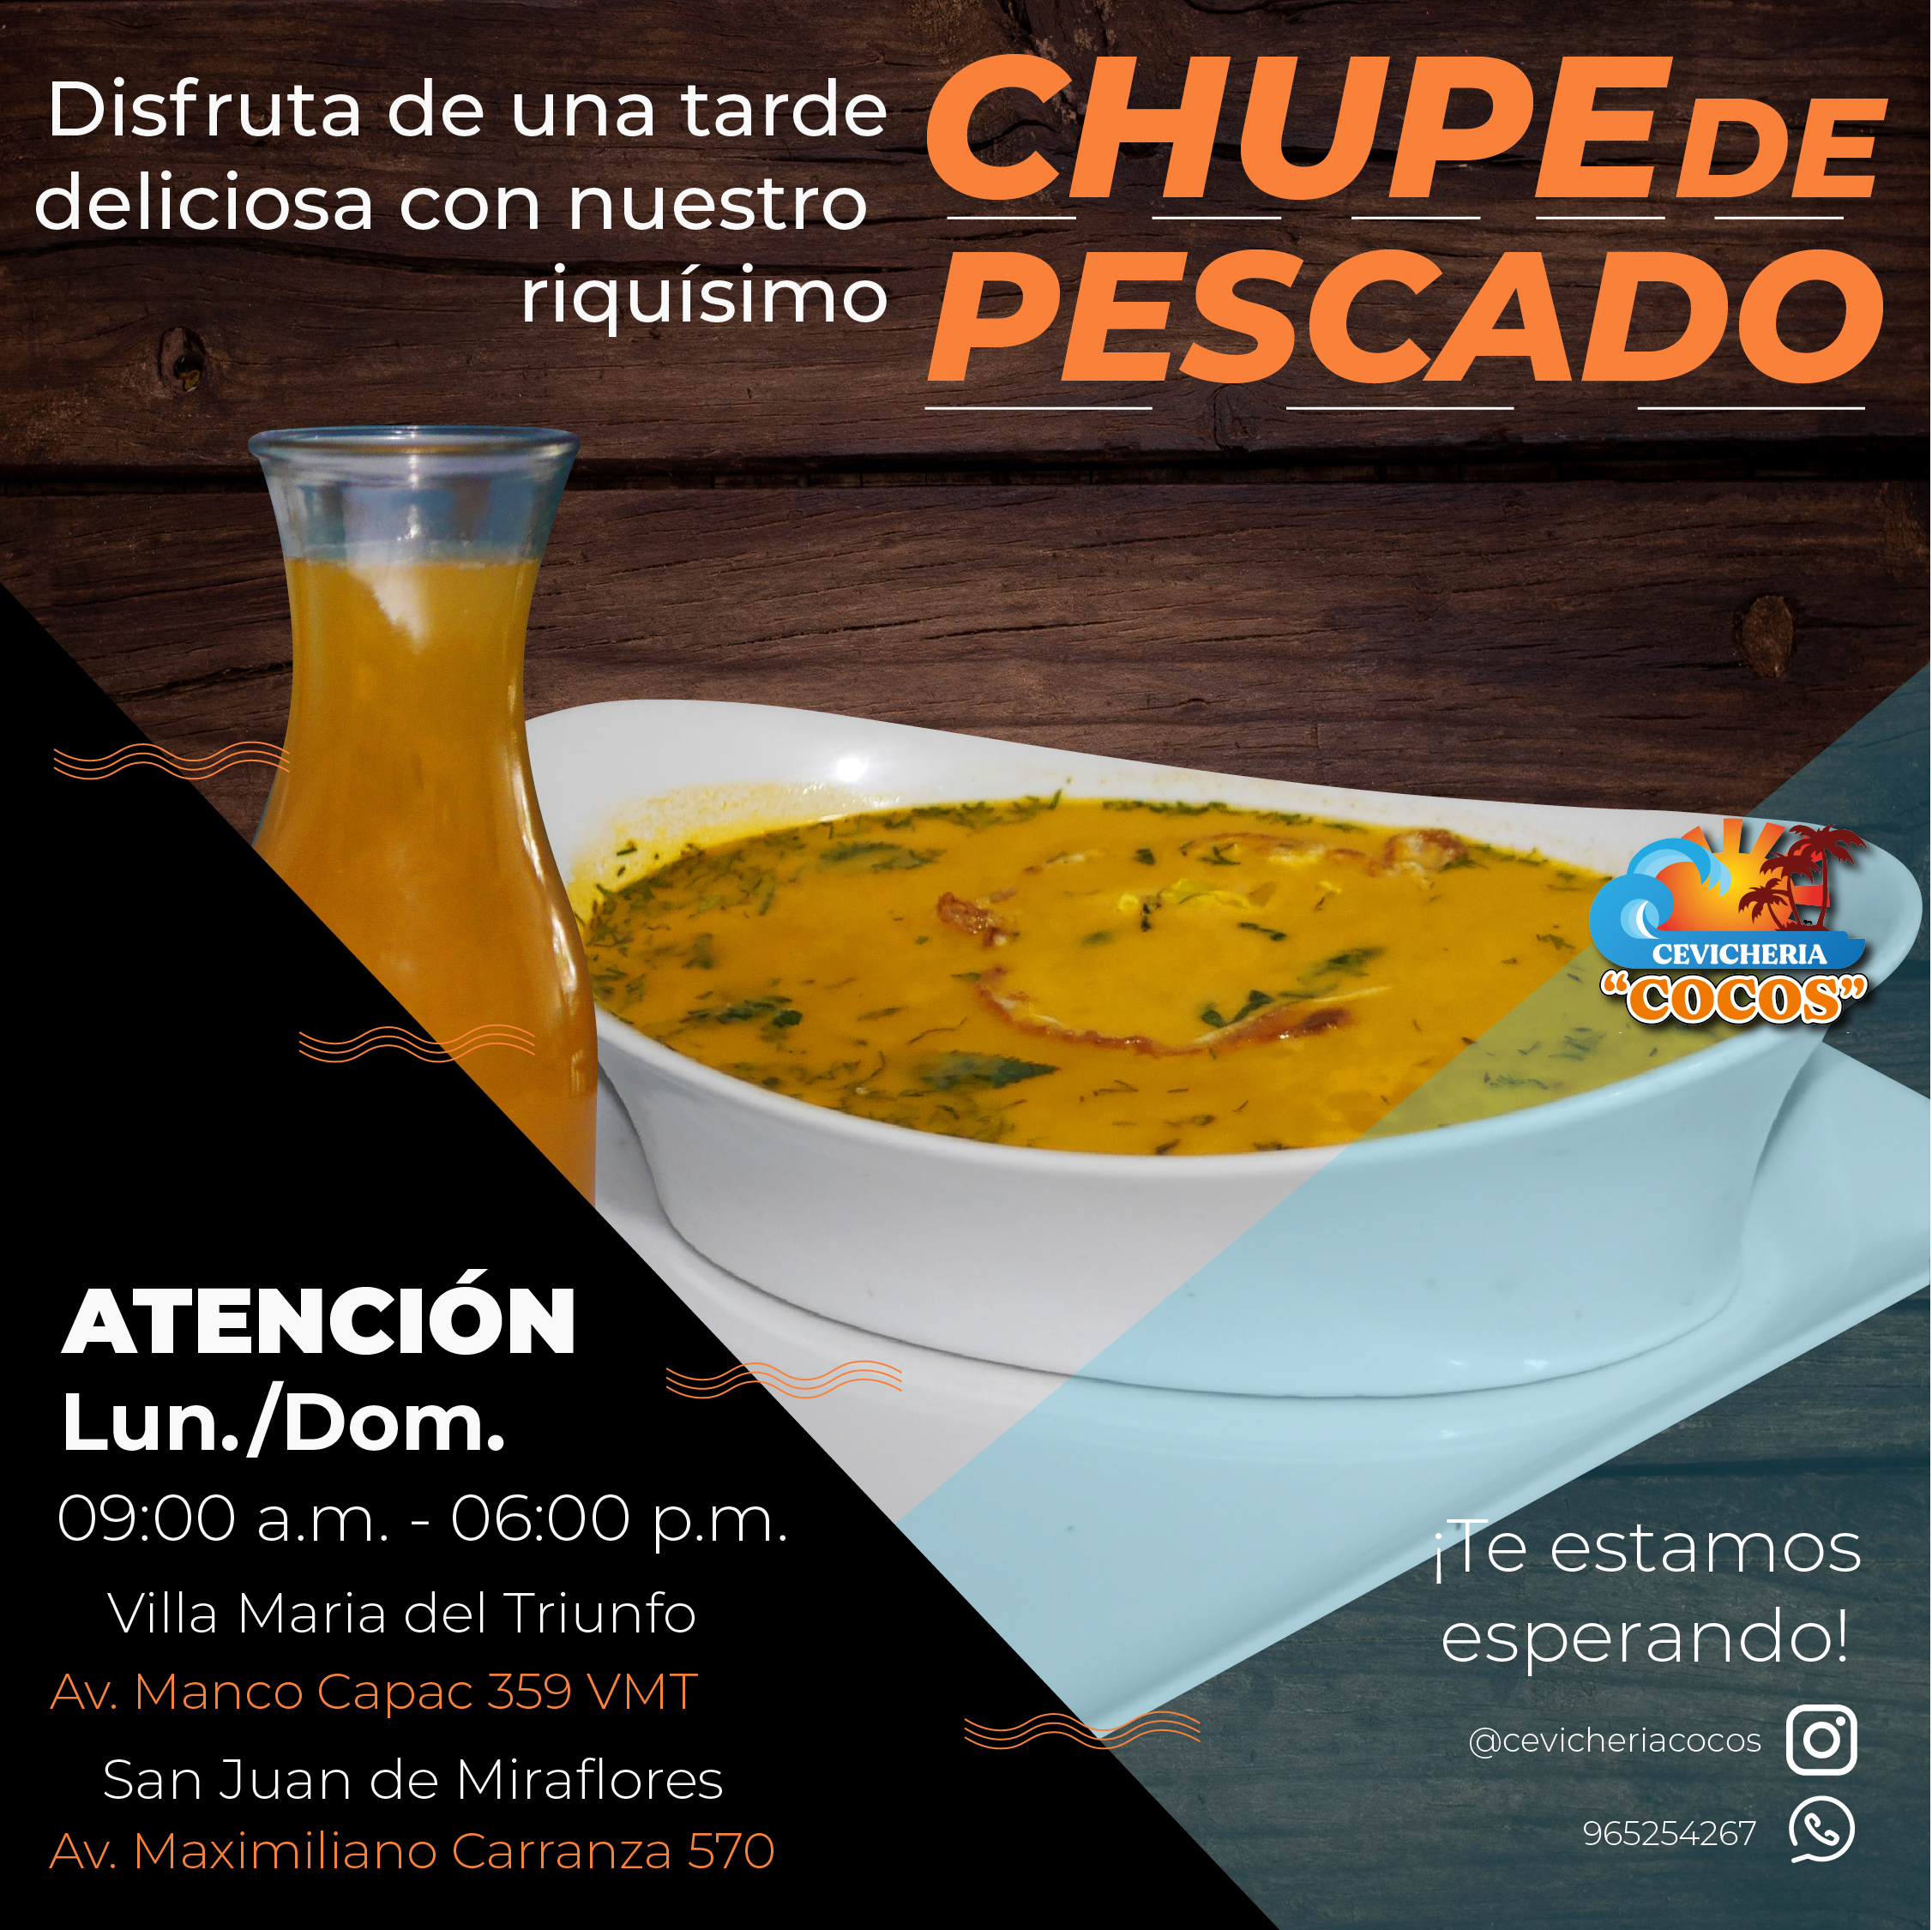 Disfruta de una tarde
deliciosa con nuestro
riquísimo
CHUPE DE
PESCADO
CEVICHERIA
“COCOS”
ATENCIÓN
Lun./Dom.
09:00 a.m. - 06:00 p.m.
Villa Maria del Triunfo
Av. Manco Capac 359 VMT
San Juan de Miraflores
Av. Maximiliano Carranza 570
¡Te estamos
esperando!
@cevicheriacocos
965254267